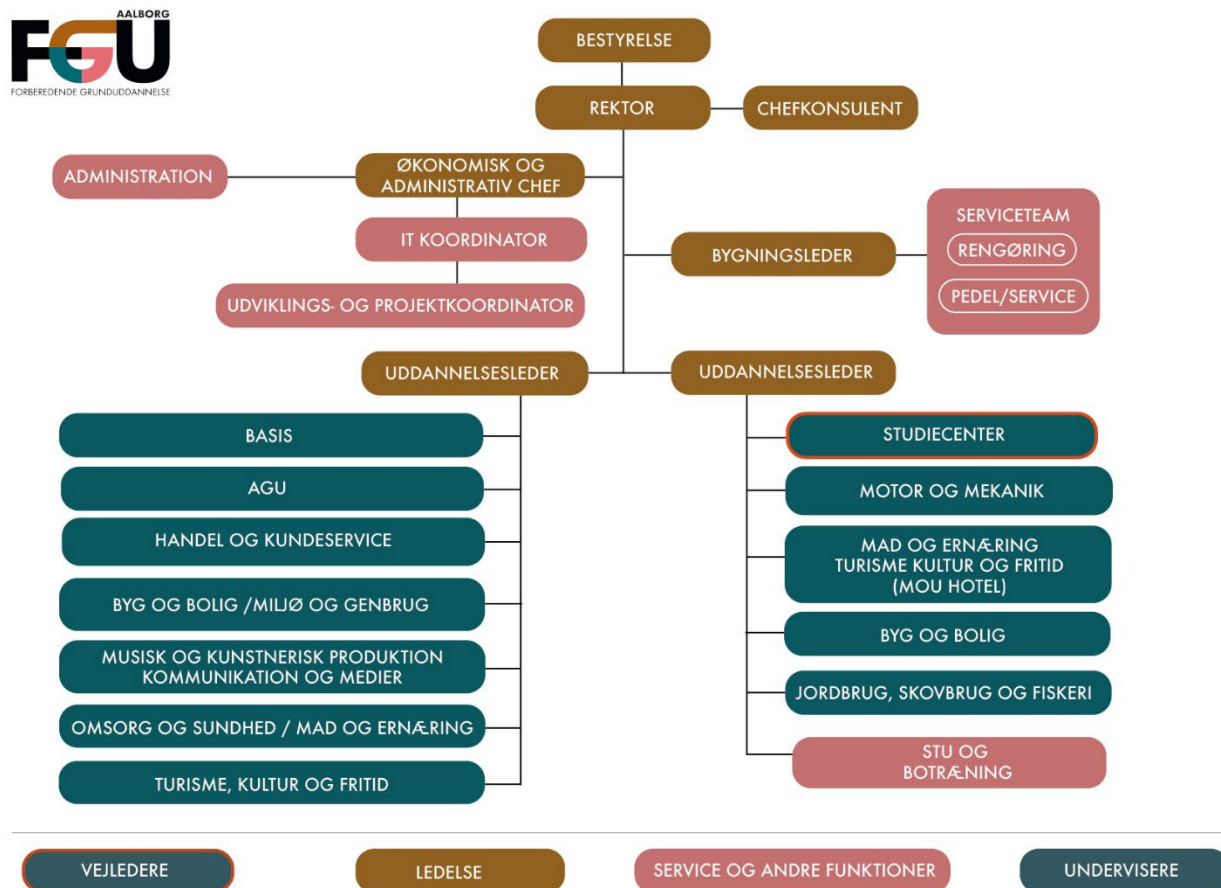 AALBORG
FGU
FORBEREDENDE GRUNDUDDANNELSE
BESTYRELSE
REKTOR
CHEFKONSULENT
ADMINISTRATION
ØKONOMISK OG
ADMINISTRATIV CHEF
IT KOORDINATOR
UDVIKLINGS- OG PROJEKTKOORDINATOR
BYGNINGSLEDER
SERVICETEAM
RENGØRING
PEDEL/SERVICE
UDDANNELSESLEDER
BASIS
AGU
HANDEL OG KUNDESERVICE
BYG OG BOLIG /MILJØ OG GENBRUG
MUSISK OG KUNSTNERISK PRODUKTION
KOMMUNIKATION OG MEDIER
OMSORG OG SUNDHED / MAD OG ERNÆRING
TURISME, KULTUR OG FRITID
UDDANNELSESLEDER
STUDIECENTER
MOTOR OG MEKANIK
MAD OG ERNÆRING
TURISME KULTUR OG FRITID
(MOU HOTEL)
BYG OG BOLIG
JORDBRUG, SKOVBRUG OG FISKERI
STU OG
BOTRÆNING
VEJLEDERE
LEDELSE
SERVICE OG ANDRE FUNKTIONER
UNDERVISERE